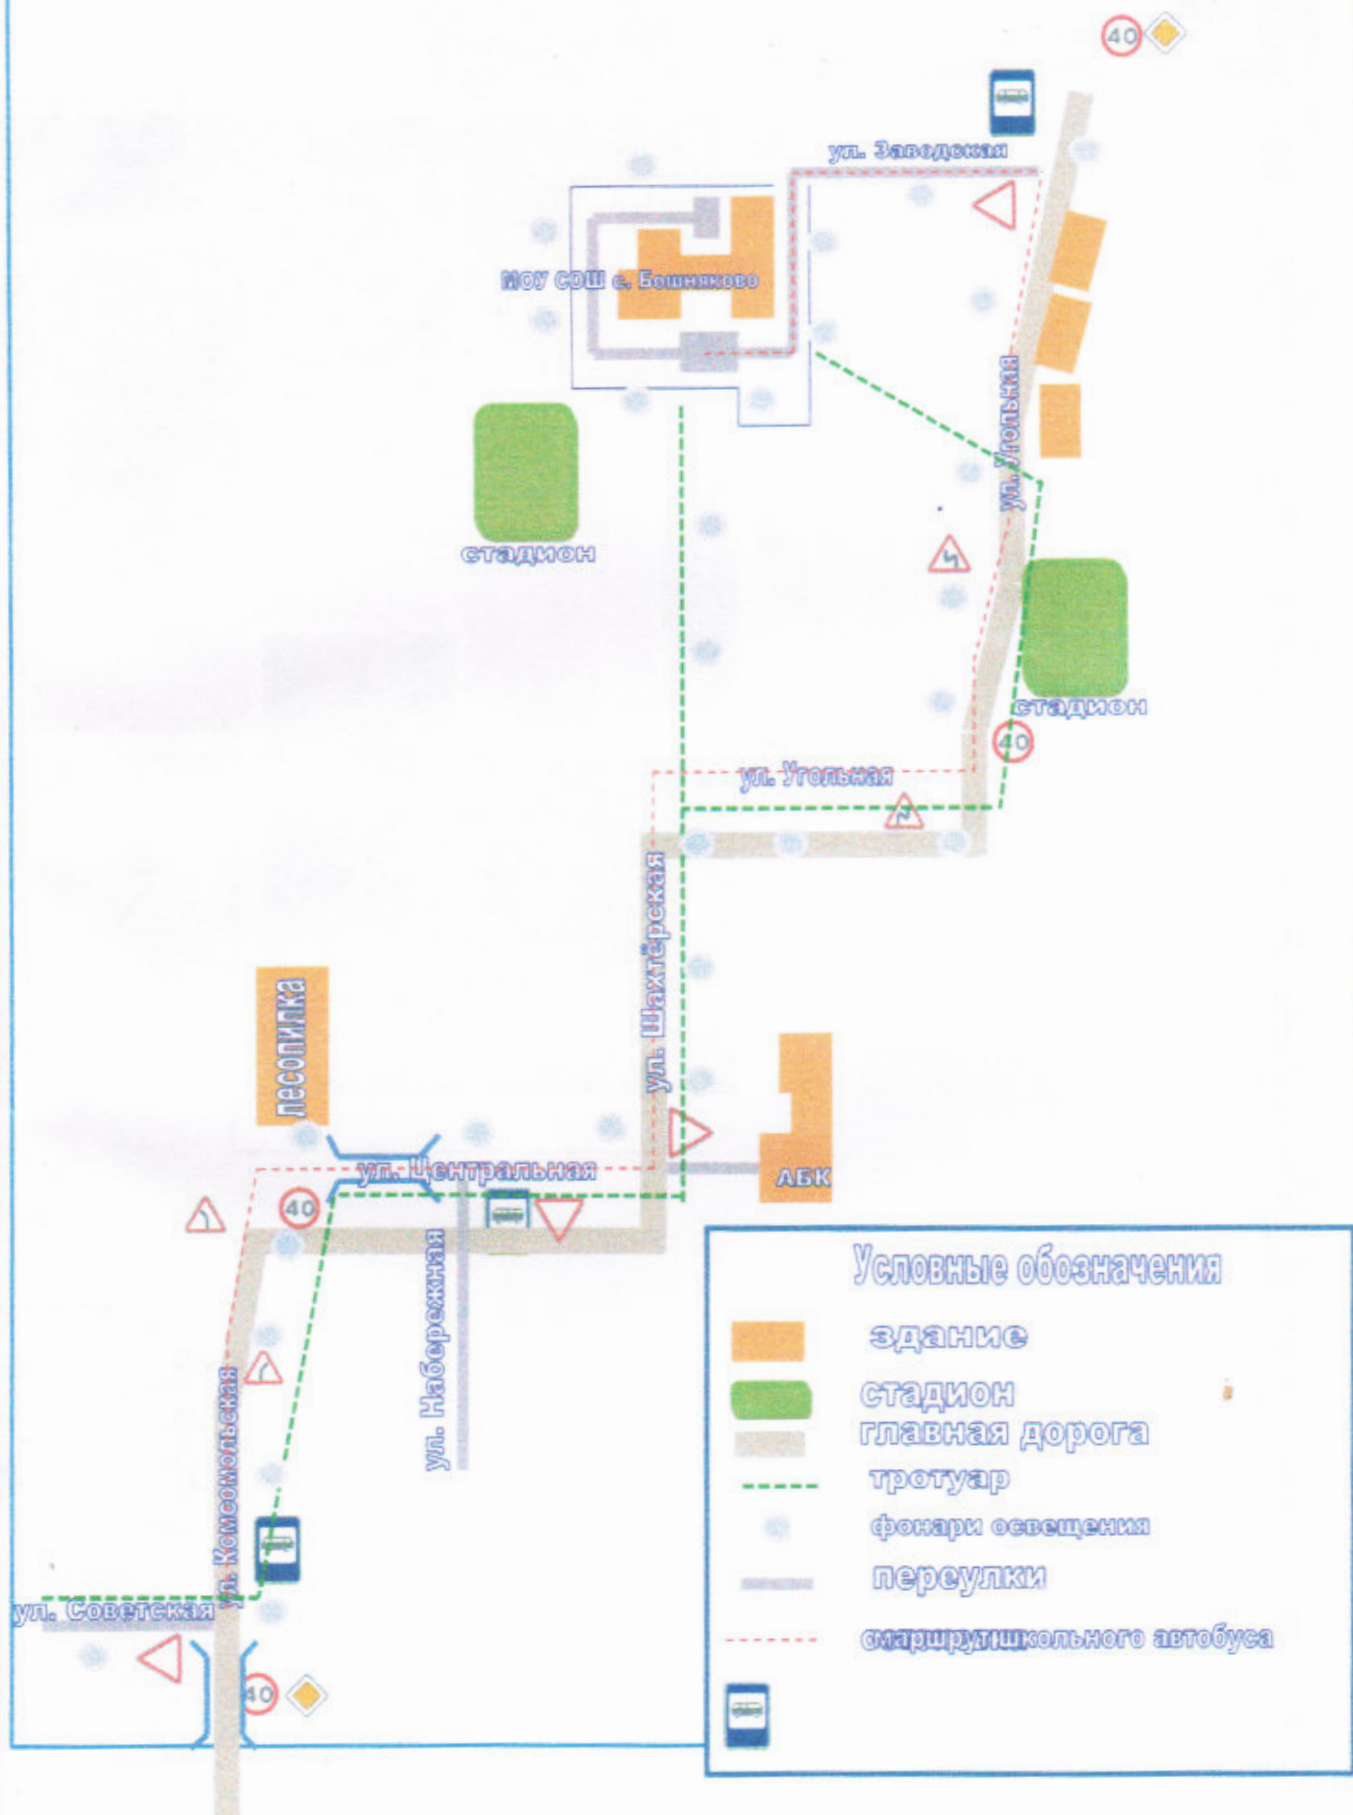 40
ул. Заводская
МОУ СОШ с. Бошняково
ул. Угольная
стадион
стадион
40
ул. Угольная
ул. Шахтёрская
лесопилка
ул. Центральная
АБК
40
ул. Набережная
ул. Комсомольская
ул. Советская
40
Условные обозначения
здание
стадион
главная дорога
тротуар
фонари освещения
переулки
маршрут школьного автобуса